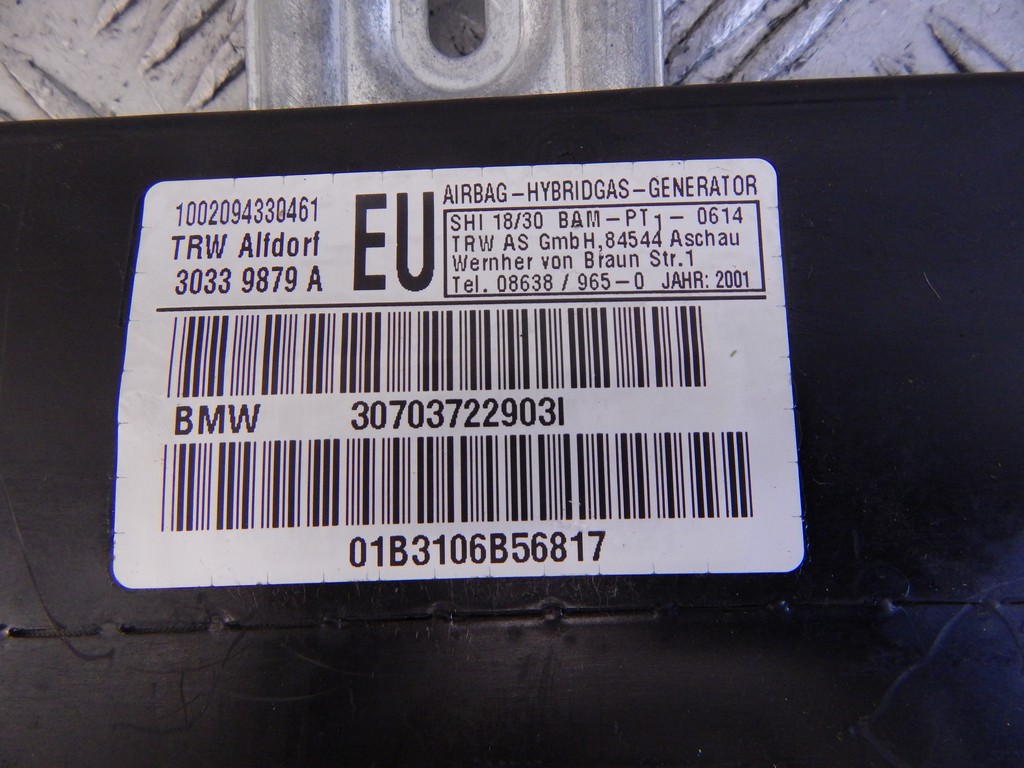 1002094330461
TRW Alfdorf
3033 9879 A
EU
AIRBAG-HYBRIDGAS-GENERATOR
SHI 18/30 BAM-PT1- 0614
TRW AS GmbH,84544 Aschau
Wernher von Braun Str.1
Tel. 08638 / 965-0 JAHR: 2001
BMW 30703722903I
01B3106B56817